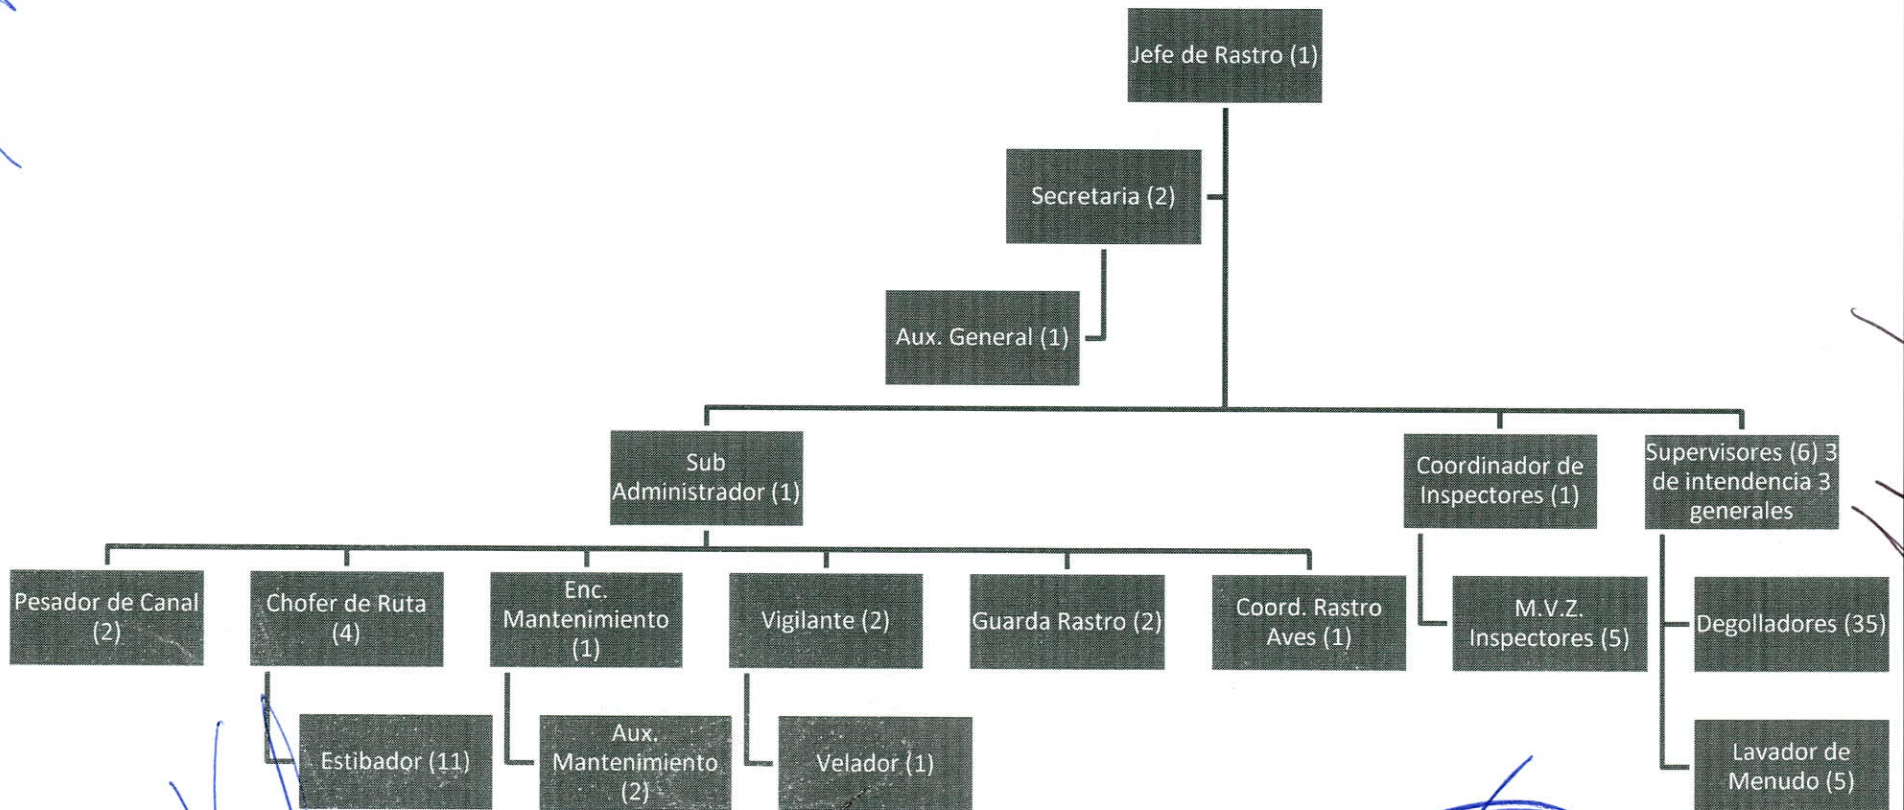 Jefe de Rastro (1)
Secretaria (2)
Aux. General (1)
Sub
Administrador (1)
Coordinador de
Inspectores (1)
Supervisores (6) 3
de intendencia 3
generales
Pesador de Canal
(2)
Chofer de Ruta
(4)
Enc.
Mantenimiento
(1)
Vigilante (2)
Guarda Rastro (2)
Coord. Rastro
Aves (1)
M.V.Z.
Inspectores (5)
Degolladores (35)
Estibador (11)
Aux.
Mantenimiento
(2)
Velador (1)
Lavador de
Menudo (5)